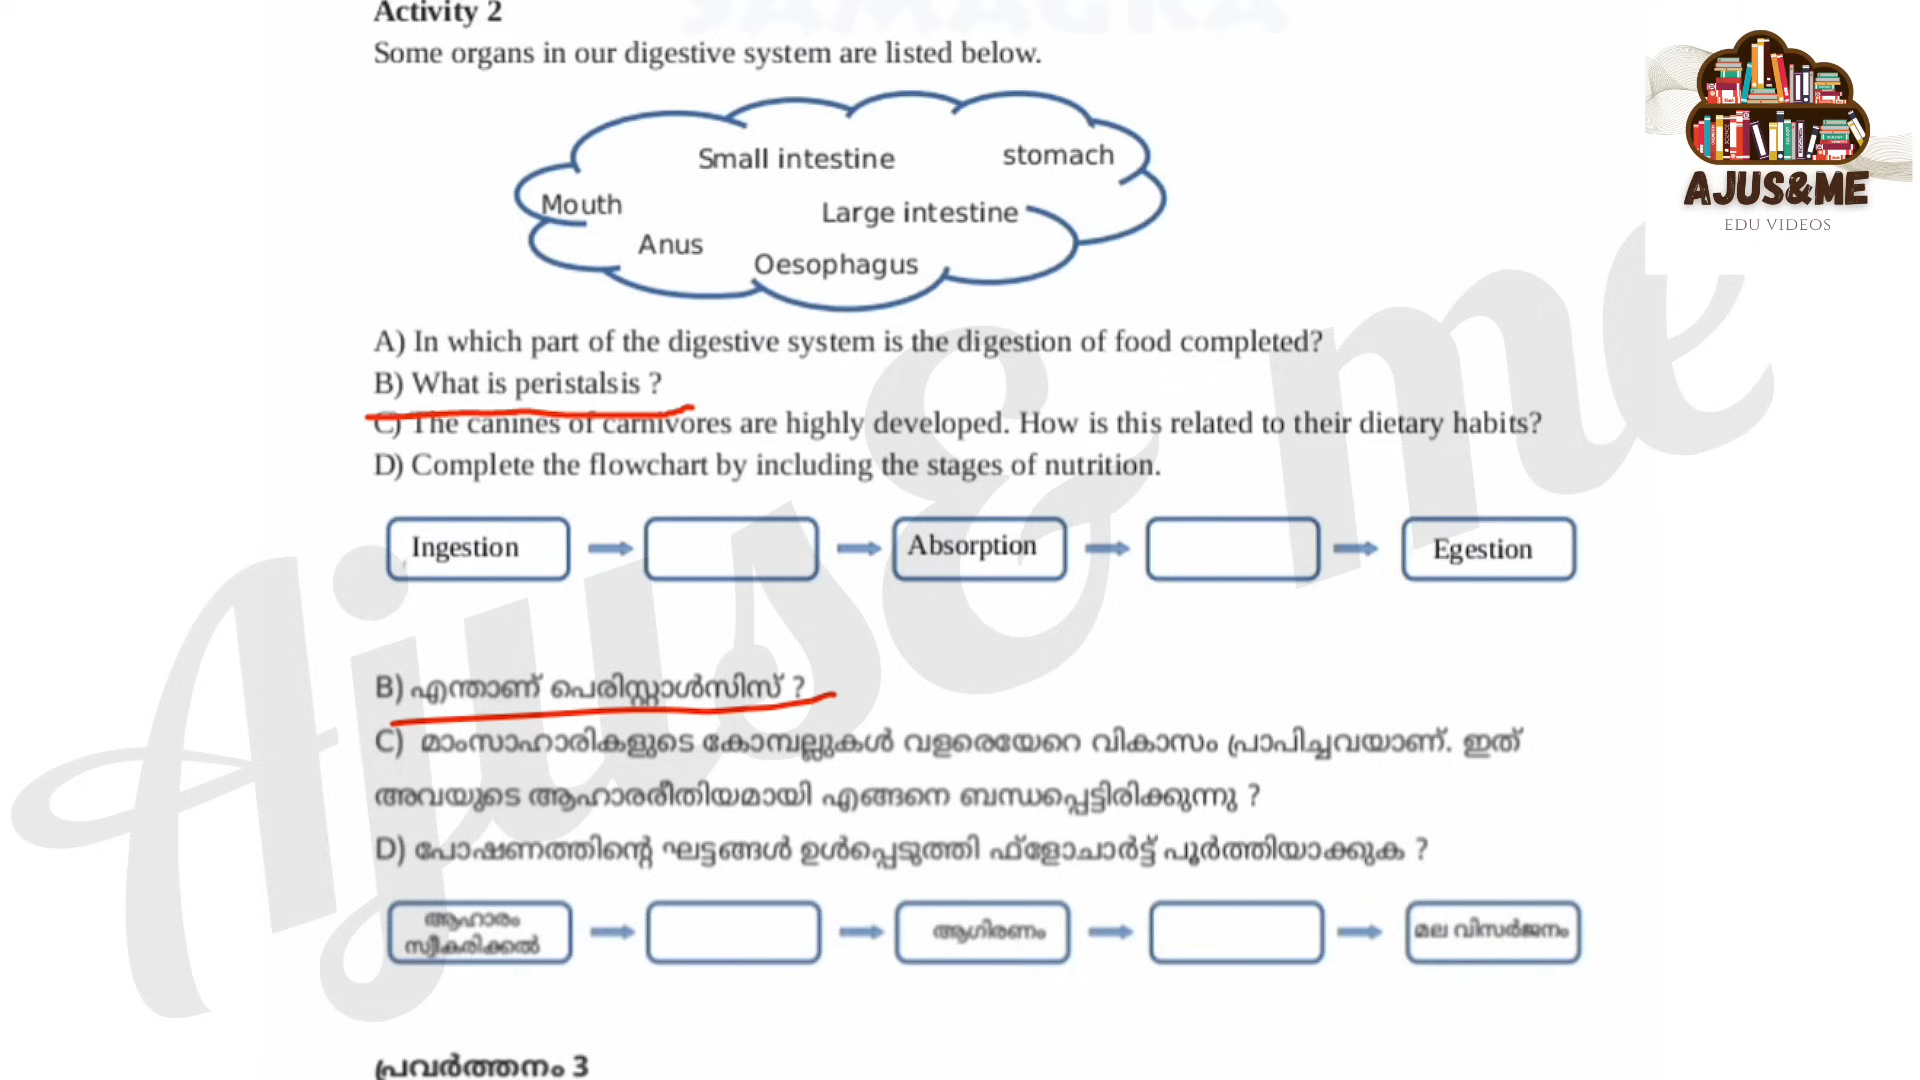 Activity 2
Some organs in our digestive system are listed below.
Small intestine
stomach
Mouth
Large intestine
Anus
Oesophagus
A) In which part of the digestive system is the digestion of food completed?
B) What is peristalsis ?
C) The canines of carnivores are highly developed. How is this related to their dietary habits?
D) Complete the flowchart by including the stages of nutrition.
Ingestion
Absorption
Egestion
B) എന്താണ് പെരിസ്റ്റാൾസിസ് ?
C) മാംസാഹാരികളുടെ കോമ്പല്ലുകൾ വളരെയേറെ വികാസം പ്രാപിച്ചവയാണ്. ഇത്
അവയുടെ ആഹാരരീതിയമായി എങ്ങനെ ബന്ധപ്പെട്ടിരിക്കുന്നു ?
D) പോഷണത്തിന്റെ ഘട്ടങ്ങൾ ഉൾപ്പെടുത്തി ഫ്ളോചാർട്ട് പൂർത്തിയാക്കുക ?
ആഹാരം
സ്വീകരിക്കൽ
ആഗിരണം
മല വിസർജനം
പ്രവർത്തനം 3
AJUS&ME
EDU VIDEOS
Ajus& me